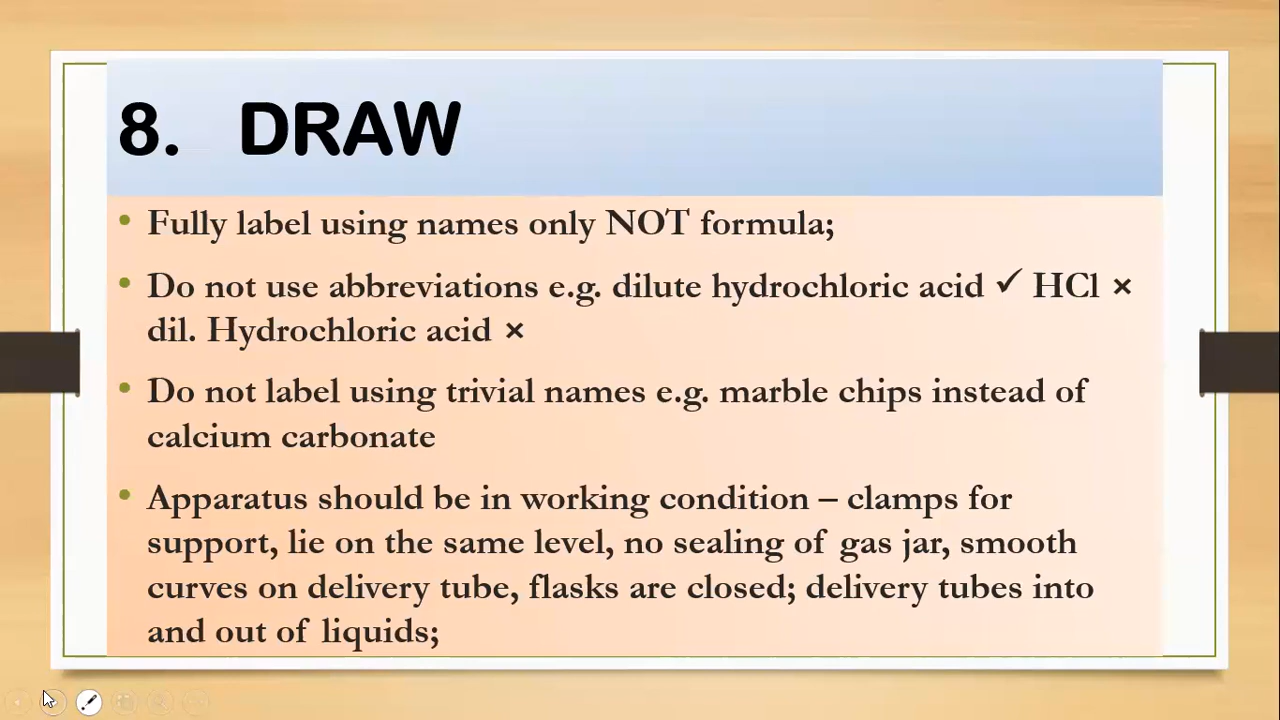 8. DRAW
• Fully label using names only NOT formula;
• Do not use abbreviations e.g. dilute hydrochloric acid ✓ HCl ×
dil. Hydrochloric acid ×
• Do not label using trivial names e.g. marble chips instead of
calcium carbonate
• Apparatus should be in working condition – clamps for
support, lie on the same level, no sealing of gas jar, smooth
curves on delivery tube, flasks are closed; delivery tubes into
and out of liquids;